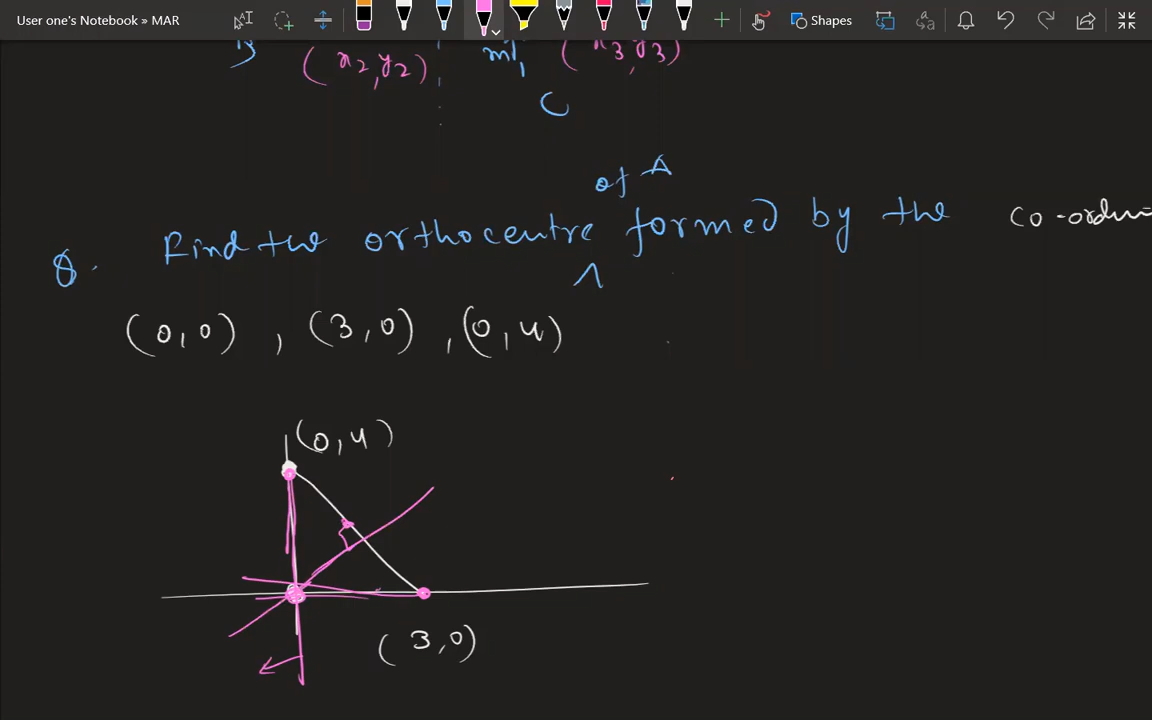 User one's Notebook » MAR
Shapes
(x2,y2) m1 (x3,y3)
C
of Δ
Q. Find the orthocentre formed by the co-ordin
(0,0) , (3,0) , (0,4)
(0,4)
(3,0)